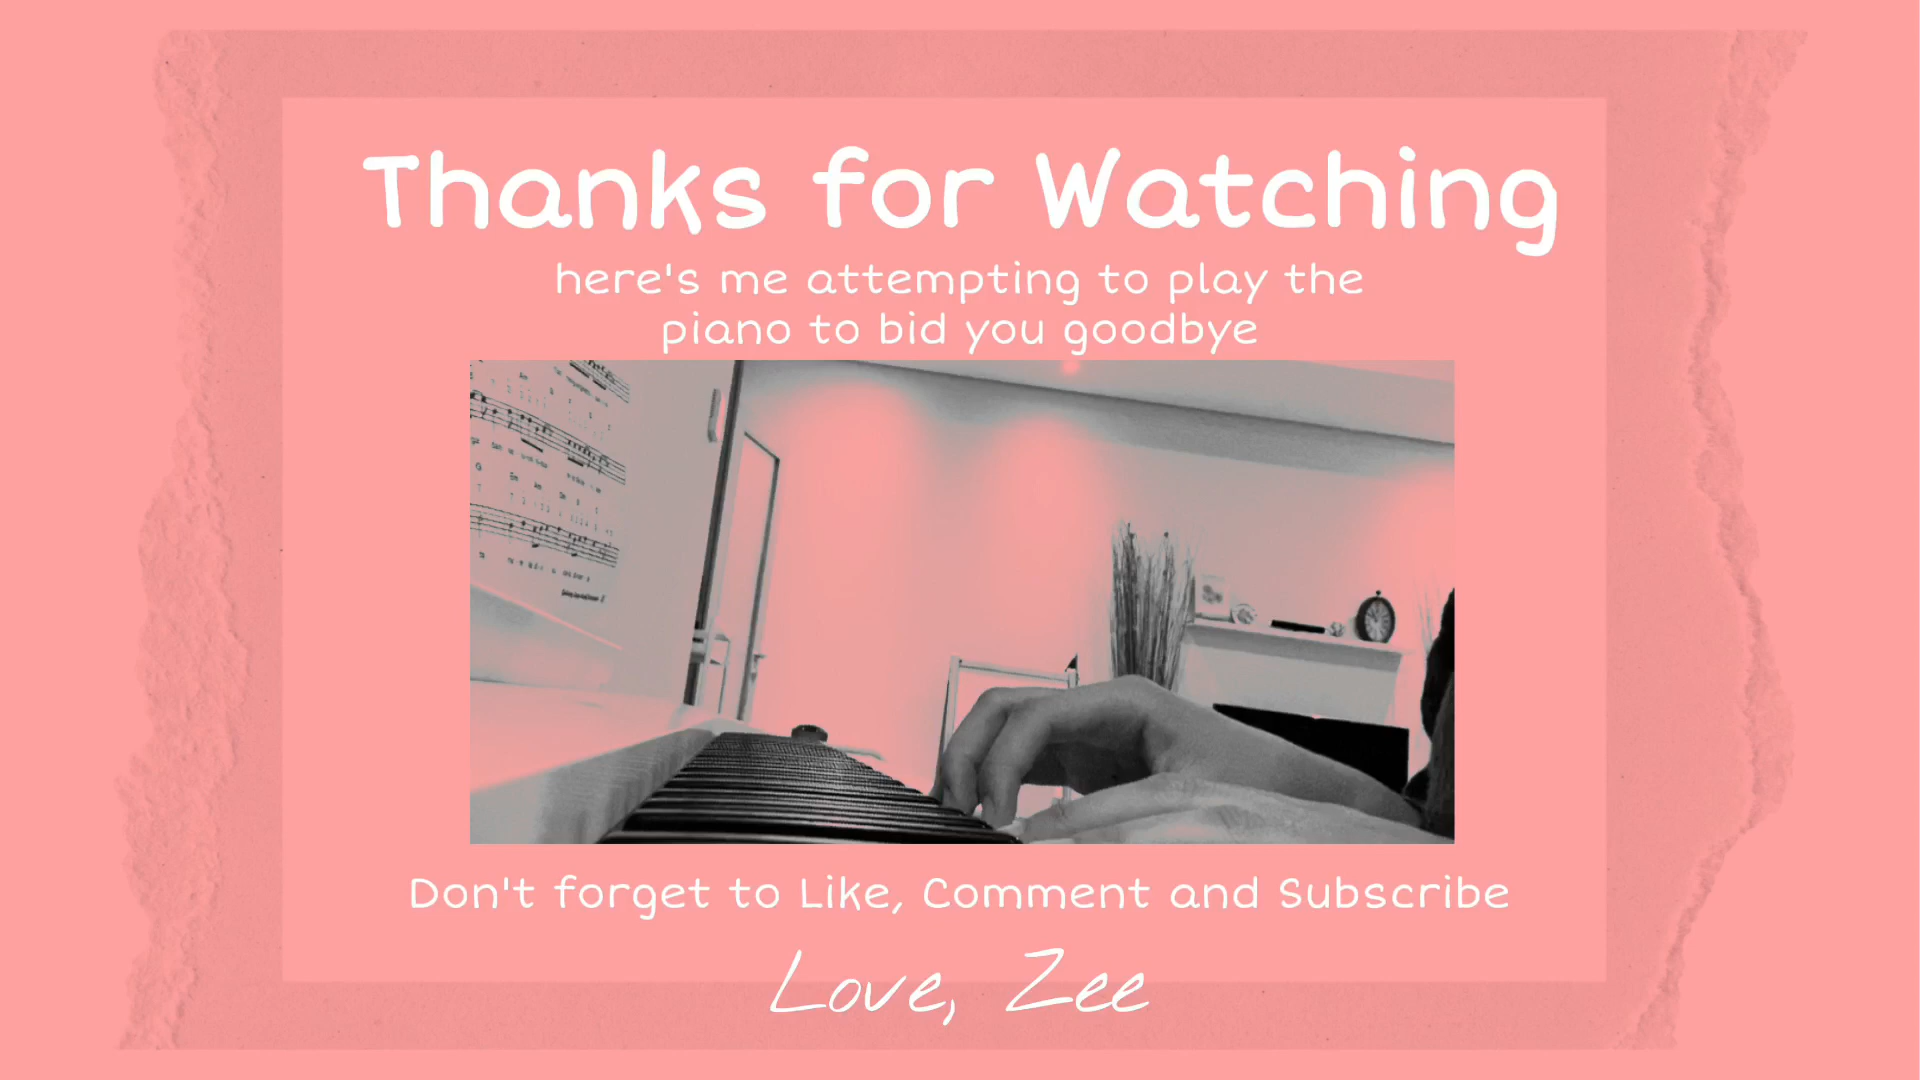 Thanks for Watching
here's me attempting to play the
piano to bid you goodbye
Don't forget to Like, Comment and Subscribe
Love, Zee